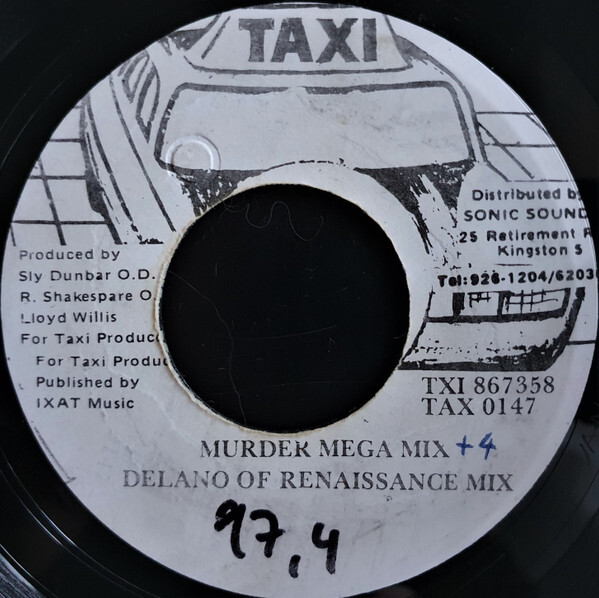 TAXI
Distributed by
SONIC SOUND
25 Retirement
Kingston 5
Tel:926-1204/6203
Produced by
Sly Dunbar O.D.
R. Shakespare O.
Lloyd Willis
For Taxi
For Taxi
Published by
IXAT Music
TXI 867358
TAX 0147
MURDER MEGA MIX +4
DELANO OF RENAISSANCE MIX
97,4